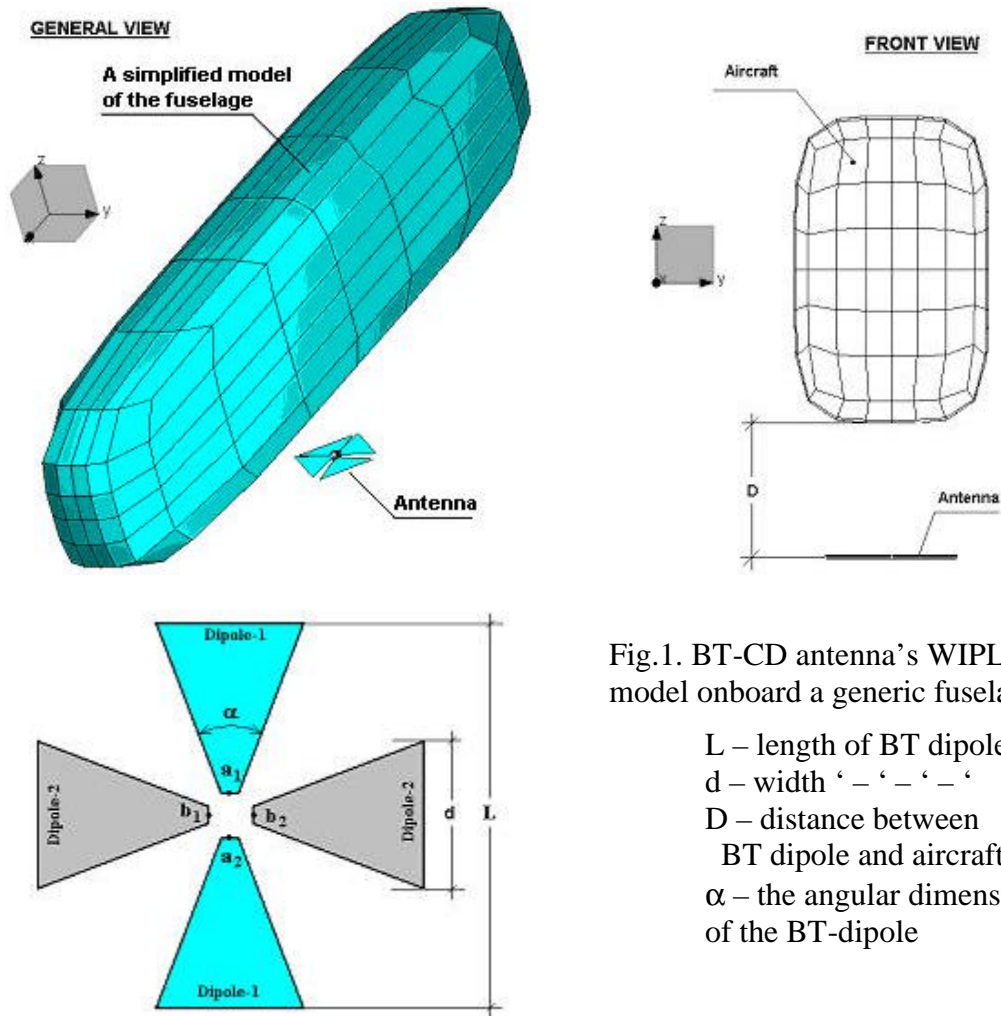 GENERAL VIEW
A simplified model
of the fuselage
z
y
Antenna
FRONT VIEW
Aircraft
z
x
y
D
Antenna
Dipole-1
α
a1
Dipole-2
b1
b2
Dipole-2
d
L
a2
Dipole-1
Fig.1. BT-CD antenna’s WIPL
model onboard a generic
L – length of BT dipole
d – width ‘ – ‘ – ‘ – ‘
D – distance between
BT dipole and aircraft
α – the angular
of the BT-dipole